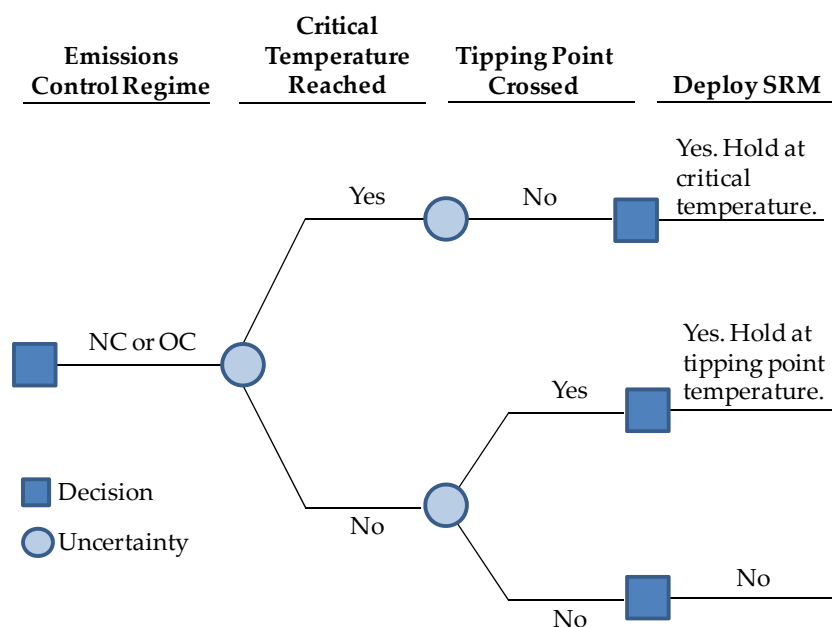 Emissions
Control Regime
Critical
Temperature
Reached
Tipping Point
Crossed
Deploy SRM
Yes
No
Yes. Hold at
critical
temperature.
NC or OC
Yes
Yes. Hold at
tipping point
temperature.
No
No
No
Decision
Uncertainty